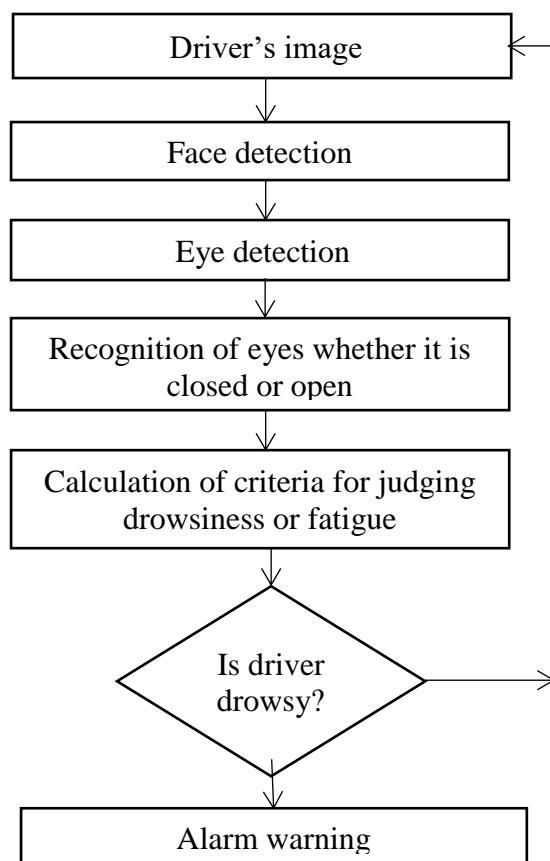 Driver’s image
Face detection
Eye detection
Recognition of eyes whether it is
closed or open
Calculation of criteria for judging
drowsiness or fatigue
Is driver
drowsy?
Alarm warning